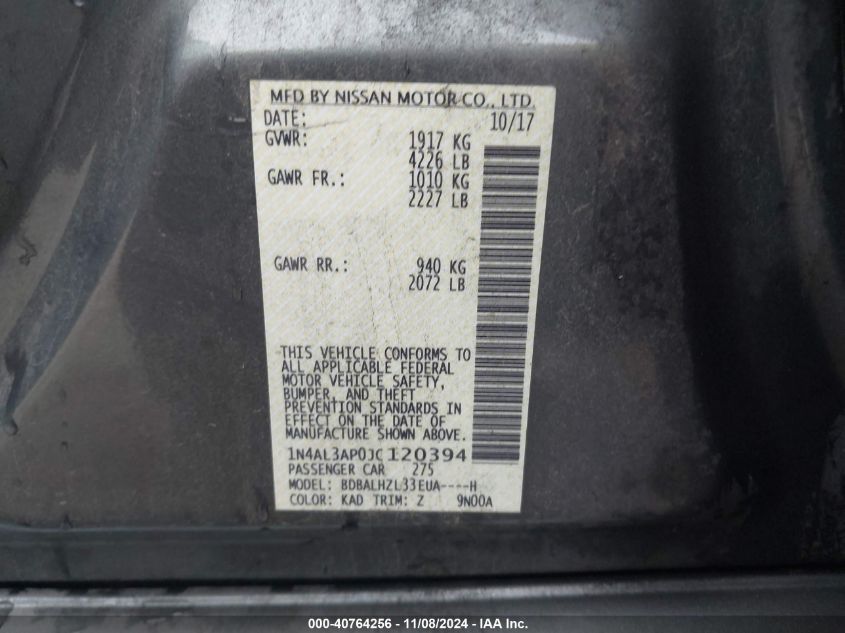 MFD BY NISSAN MOTOR CO., LTD.
DATE: 10/17
GVWR: 1917 KG
4226 LB
GAWR FR.: 1010 KG
2227 LB
GAWR RR.: 940 KG
2072 LB
THIS VEHICLE CONFORMS TO
ALL APPLICABLE FEDERAL
MOTOR VEHICLE SAFETY,
BUMPER, AND THEFT
PREVENTION STANDARDS IN
EFFECT ON THE DATE OF
MANUFACTURE SHOWN ABOVE.
1N4AL3AP0JC120394
PASSENGER CAR 275
MODEL: BDBALHZL33EUA----H
COLOR: KAD TRIM: Z 9N00A
000-40764256 - 11/08/2024 - IAA Inc.